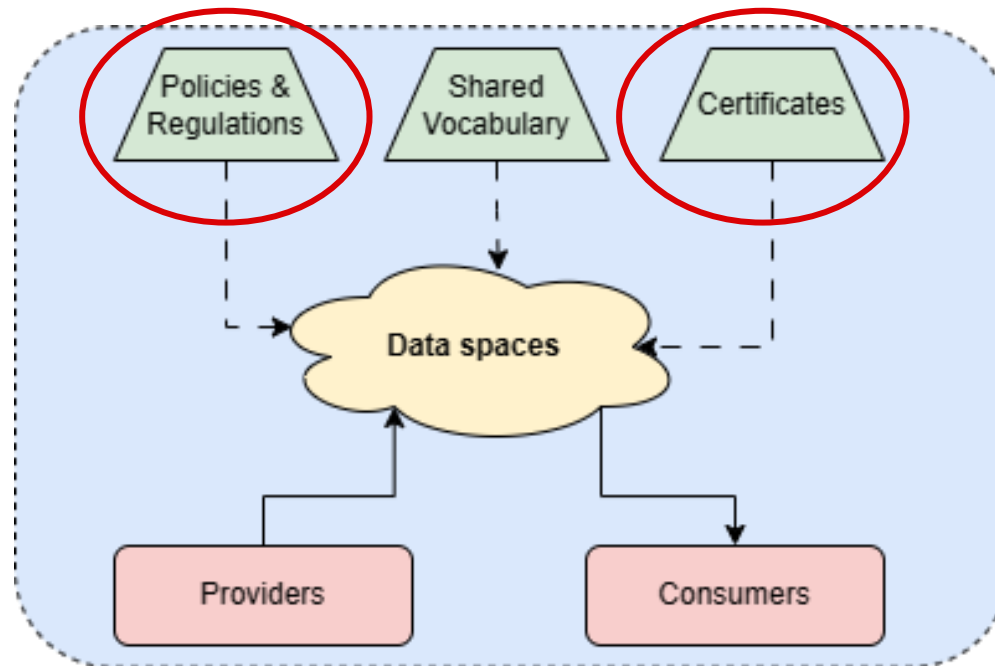 Policies &
Regulations
Shared
Vocabulary
Certificates
Data spaces
Providers
Consumers